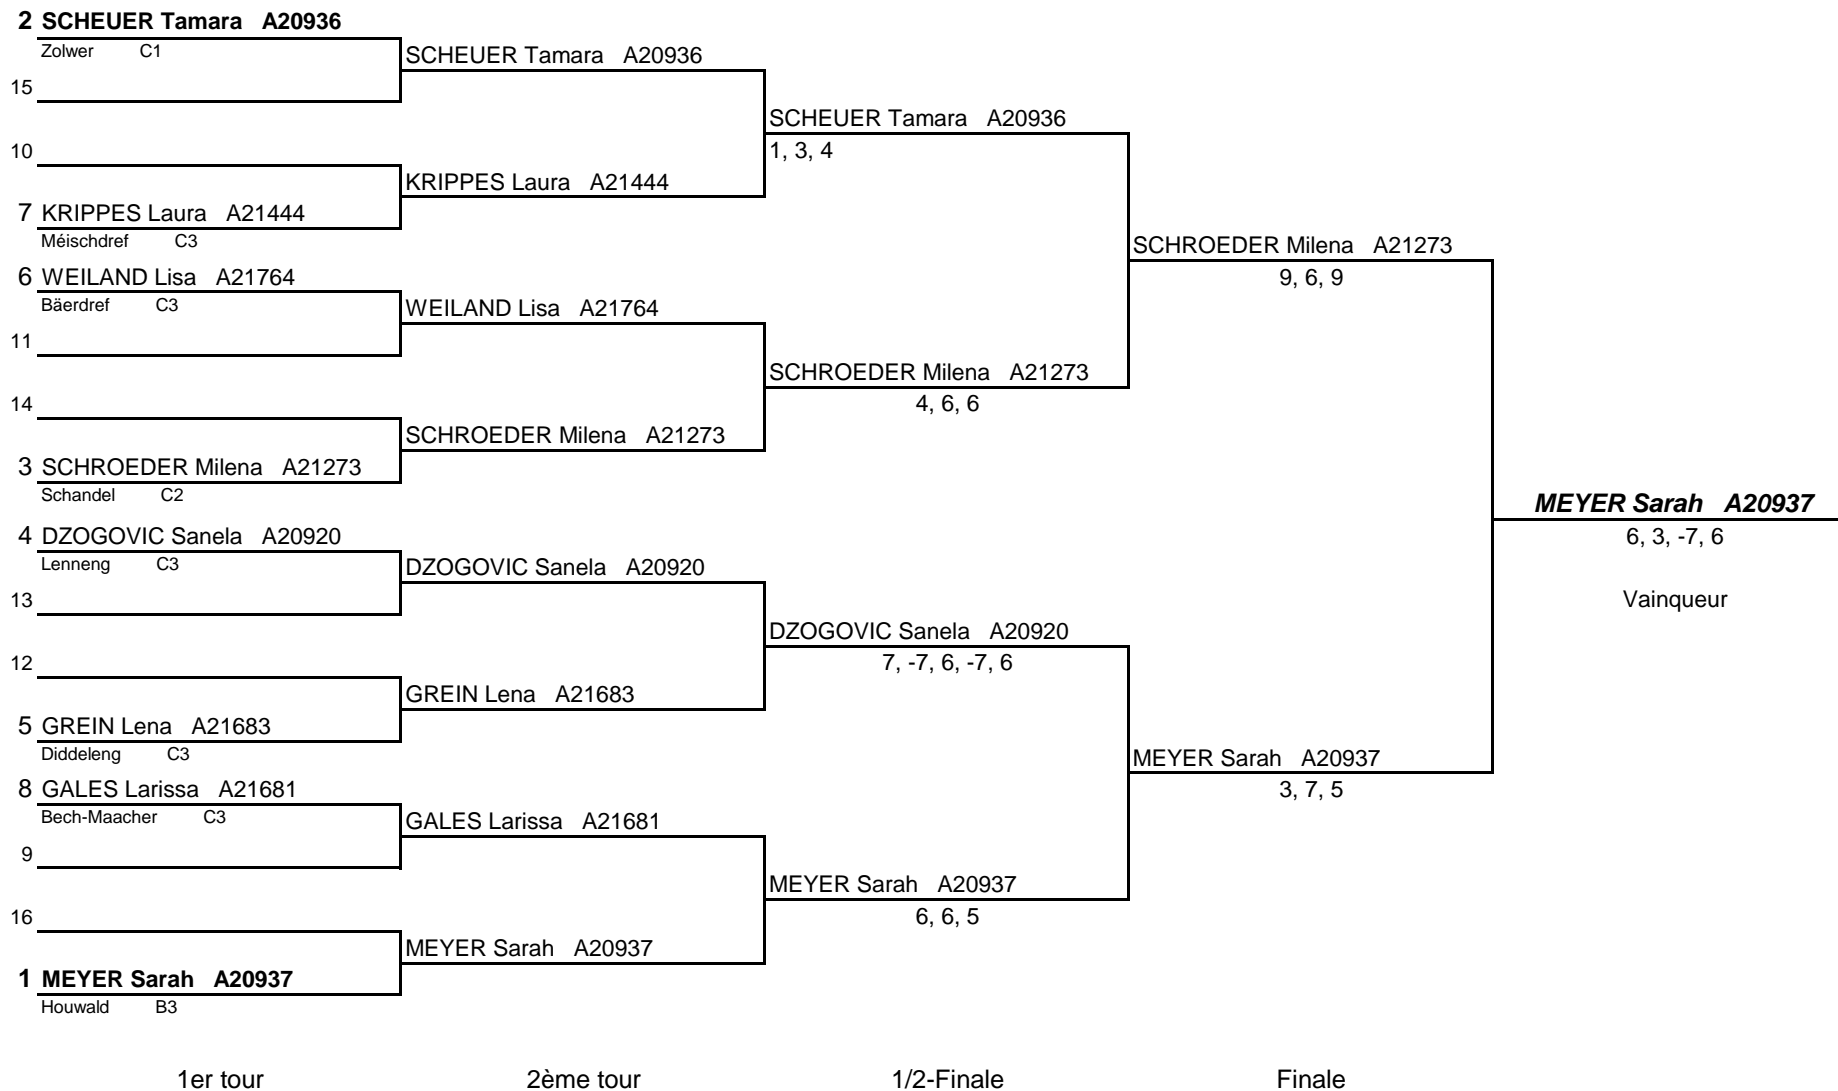 2 SCHEUER Tamara A20936
Zolwer C1
SCHEUER Tamara A20936
15
SCHEUER Tamara A20936
1, 3, 4
10
KRIPPES Laura A21444
7 KRIPPES Laura A21444
Méischdref C3
SCHROEDER Milena A21273
9, 6, 9
6 WEILAND Lisa A21764
Bäerdref C3
WEILAND Lisa A21764
11
SCHROEDER Milena A21273
4, 6, 6
14
SCHROEDER Milena A21273
3 SCHROEDER Milena A21273
Schandel C2
MEYER Sarah A20937
6, 3, -7, 6
Vainqueur
4 DZOGOVIC Sanela A20920
Lenneng C3
DZOGOVIC Sanela A20920
13
DZOGOVIC Sanela A20920
7, -7, 6, -7, 6
12
GREIN Lena A21683
5 GREIN Lena A21683
Diddeleng C3
MEYER Sarah A20937
3, 7, 5
8 GALES Larissa A21681
Bech-Maacher C3
GALES Larissa A21681
9
MEYER Sarah A20937
6, 6, 5
16
MEYER Sarah A20937
1 MEYER Sarah A20937
Houwald B3
1er tour 2ème tour 1/2-Finale Finale